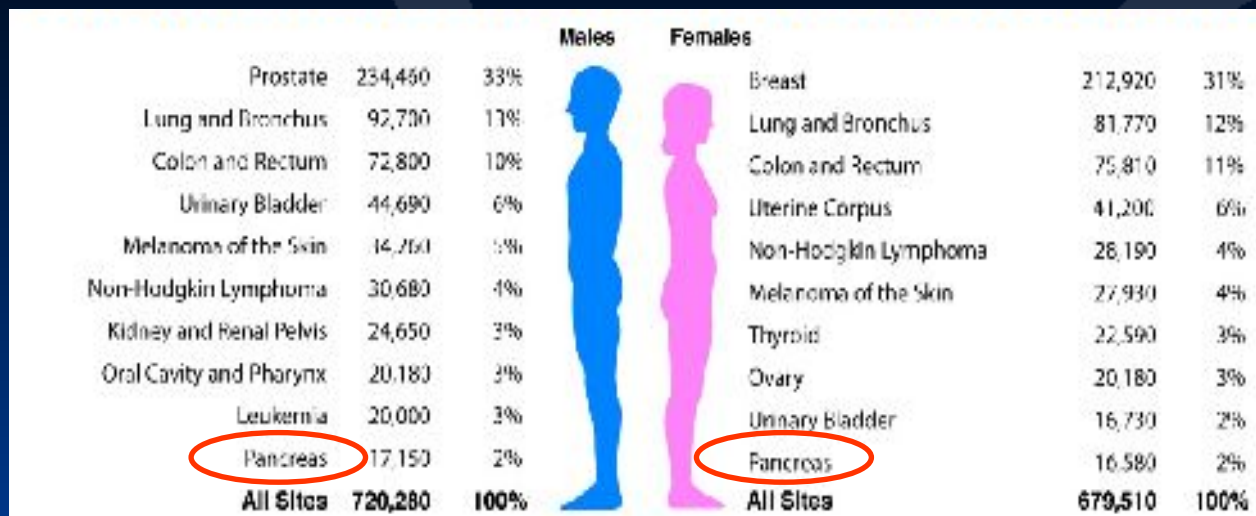 Males Females
Prostate 234,460 33%
Lung and Bronchus 92,700 13%
Colon and Rectum 72,800 10%
Urinary Bladder 44,690 6%
Melanoma of the Skin 34,260 5%
Non-Hodgkin Lymphoma 30,680 4%
Kidney and Renal Pelvis 24,650 3%
Oral Cavity and Pharynx 20,180 3%
Leukemia 20,000 3%
Pancreas 17,150 2%
All Sites 720,280 100%
Breast 212,920 31%
Lung and Bronchus 81,770 12%
Colon and Rectum 75,810 11%
Uterine Corpus 41,200 6%
Non-Hodgkin Lymphoma 28,190 4%
Melanoma of the Skin 27,930 4%
Thyroid 22,590 3%
Ovary 20,180 3%
Urinary Bladder 16,730 2%
Pancreas 16,580 2%
All Sites 679,510 100%